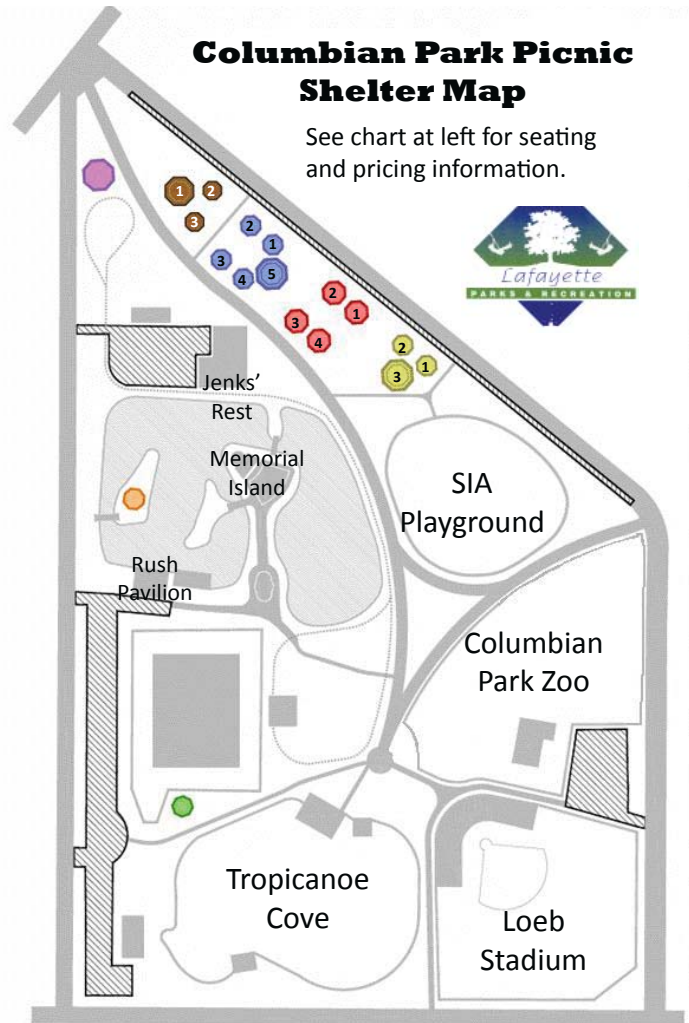 Columbian Park Picnic
Shelter Map
See chart at left for seating
and pricing information.
Lafayette
PARKS & RECREATION
1
2
3
2
1
3
4
5
2
1
3
4
2
1
3
Jenks’
Rest
Memorial
Island
SIA
Playground
Rush
Pavilion
Columbian
Park Zoo
Tropicanoe
Cove
Loeb
Stadium